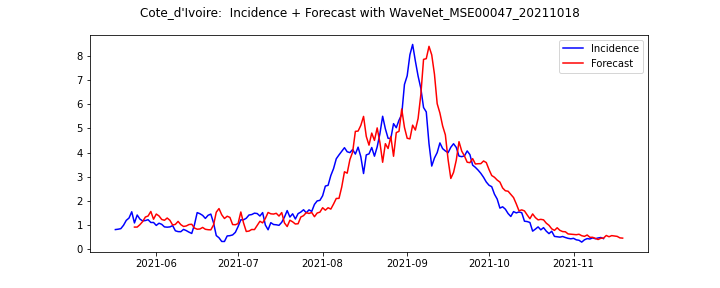 Cote_d'Ivoire:  Incidence + Forecast with WaveNet_MSE00047_20211018
Incidence
Forecast
8
7
6
5
4
3
2
1
0
2021-06 2021-07 2021-08 2021-09 2021-10 2021-11